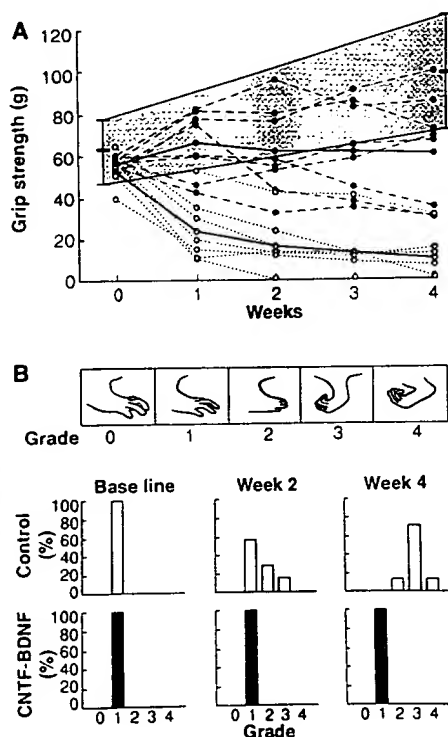 A
Grip strength (g)
120
100
80
60
40
20
0
0 1 2 3 4
Weeks
B
Grade 0 1 2 3 4
Base line Week 2 Week 4
Control (%)
100
80
60
40
20
0
CNTF-BDNF (%)
100
80
60
40
20
0
0 1 2 3 4 0 1 2 3 4 0 1 2 3 4
Grade